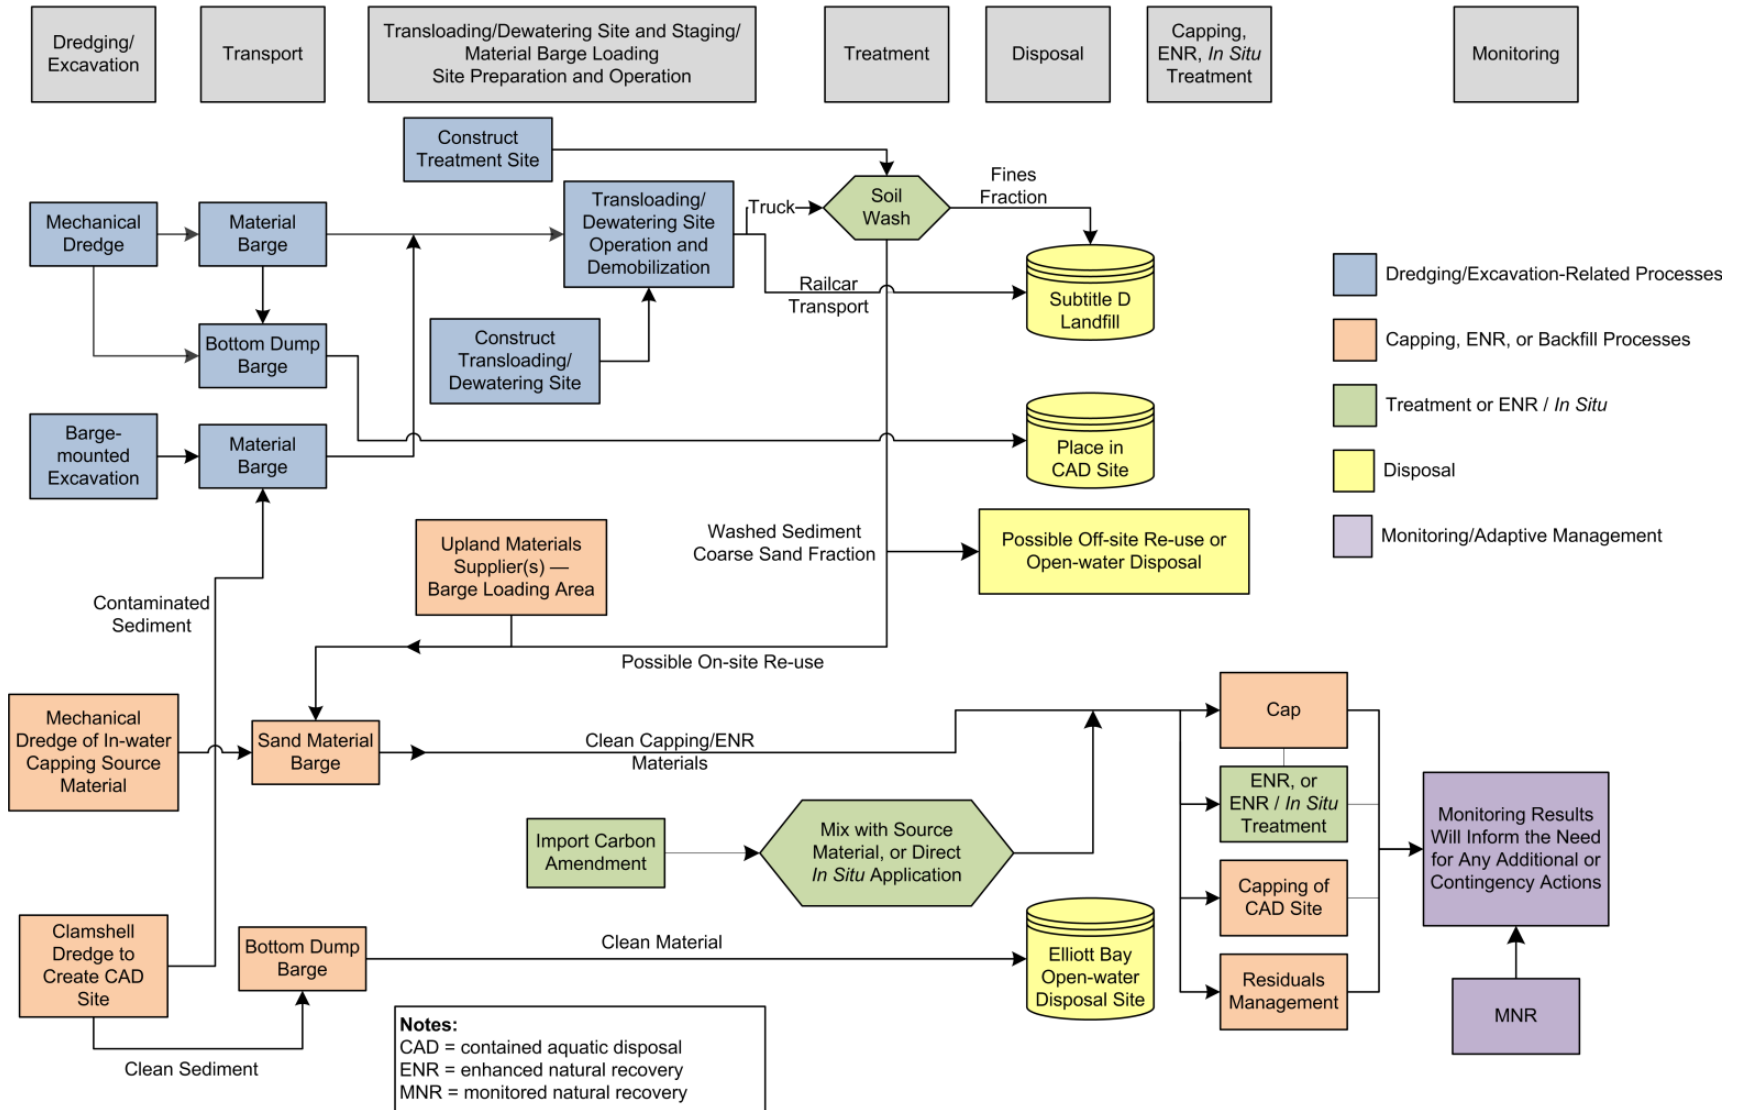 Dredging/
Excavation
Transport
Transloading/Dewatering Site and Staging/
Material Barge Loading
Site Preparation and Operation
Treatment
Disposal
Capping,
ENR, In Situ
Treatment
Monitoring
Construct
Treatment Site
Mechanical
Dredge
Material
Barge
Transloading/
Dewatering Site
Operation and
Demobilization
Truck
Soil
Wash
Fines
Fraction
Railcar
Transport
Subtitle D
Landfill
Bottom Dump
Barge
Construct
Transloading/
Dewatering Site
Barge-
mounted
Excavation
Material
Barge
Place in
CAD Site
Dredging/Excavation-Related Processes
Capping, ENR, or Backfill Processes
Treatment or ENR / In Situ
Disposal
Monitoring/Adaptive Management
Upland Materials
Supplier(s) —
Barge Loading Area
Washed Sediment
Coarse Sand Fraction
Possible Off-site Re-use or
Open-water Disposal
Contaminated
Sediment
Possible On-site Re-use
Mechanical
Dredge of In-water
Capping Source
Material
Sand Material
Barge
Clean Capping/ENR
Materials
Cap
ENR, or
ENR / In Situ
Treatment
Import Carbon
Amendment
Mix with Source
Material, or Direct
In Situ Application
Monitoring Results
Will Inform the Need
for Any Additional or
Contingency Actions
Capping of
CAD Site
Clamshell
Dredge to
Create CAD
Site
Bottom Dump
Barge
Clean Material
Elliott Bay
Open-water
Disposal Site
Residuals
Management
MNR
Clean Sediment
Notes:
CAD = contained aquatic disposal
ENR = enhanced natural recovery
MNR = monitored natural recovery